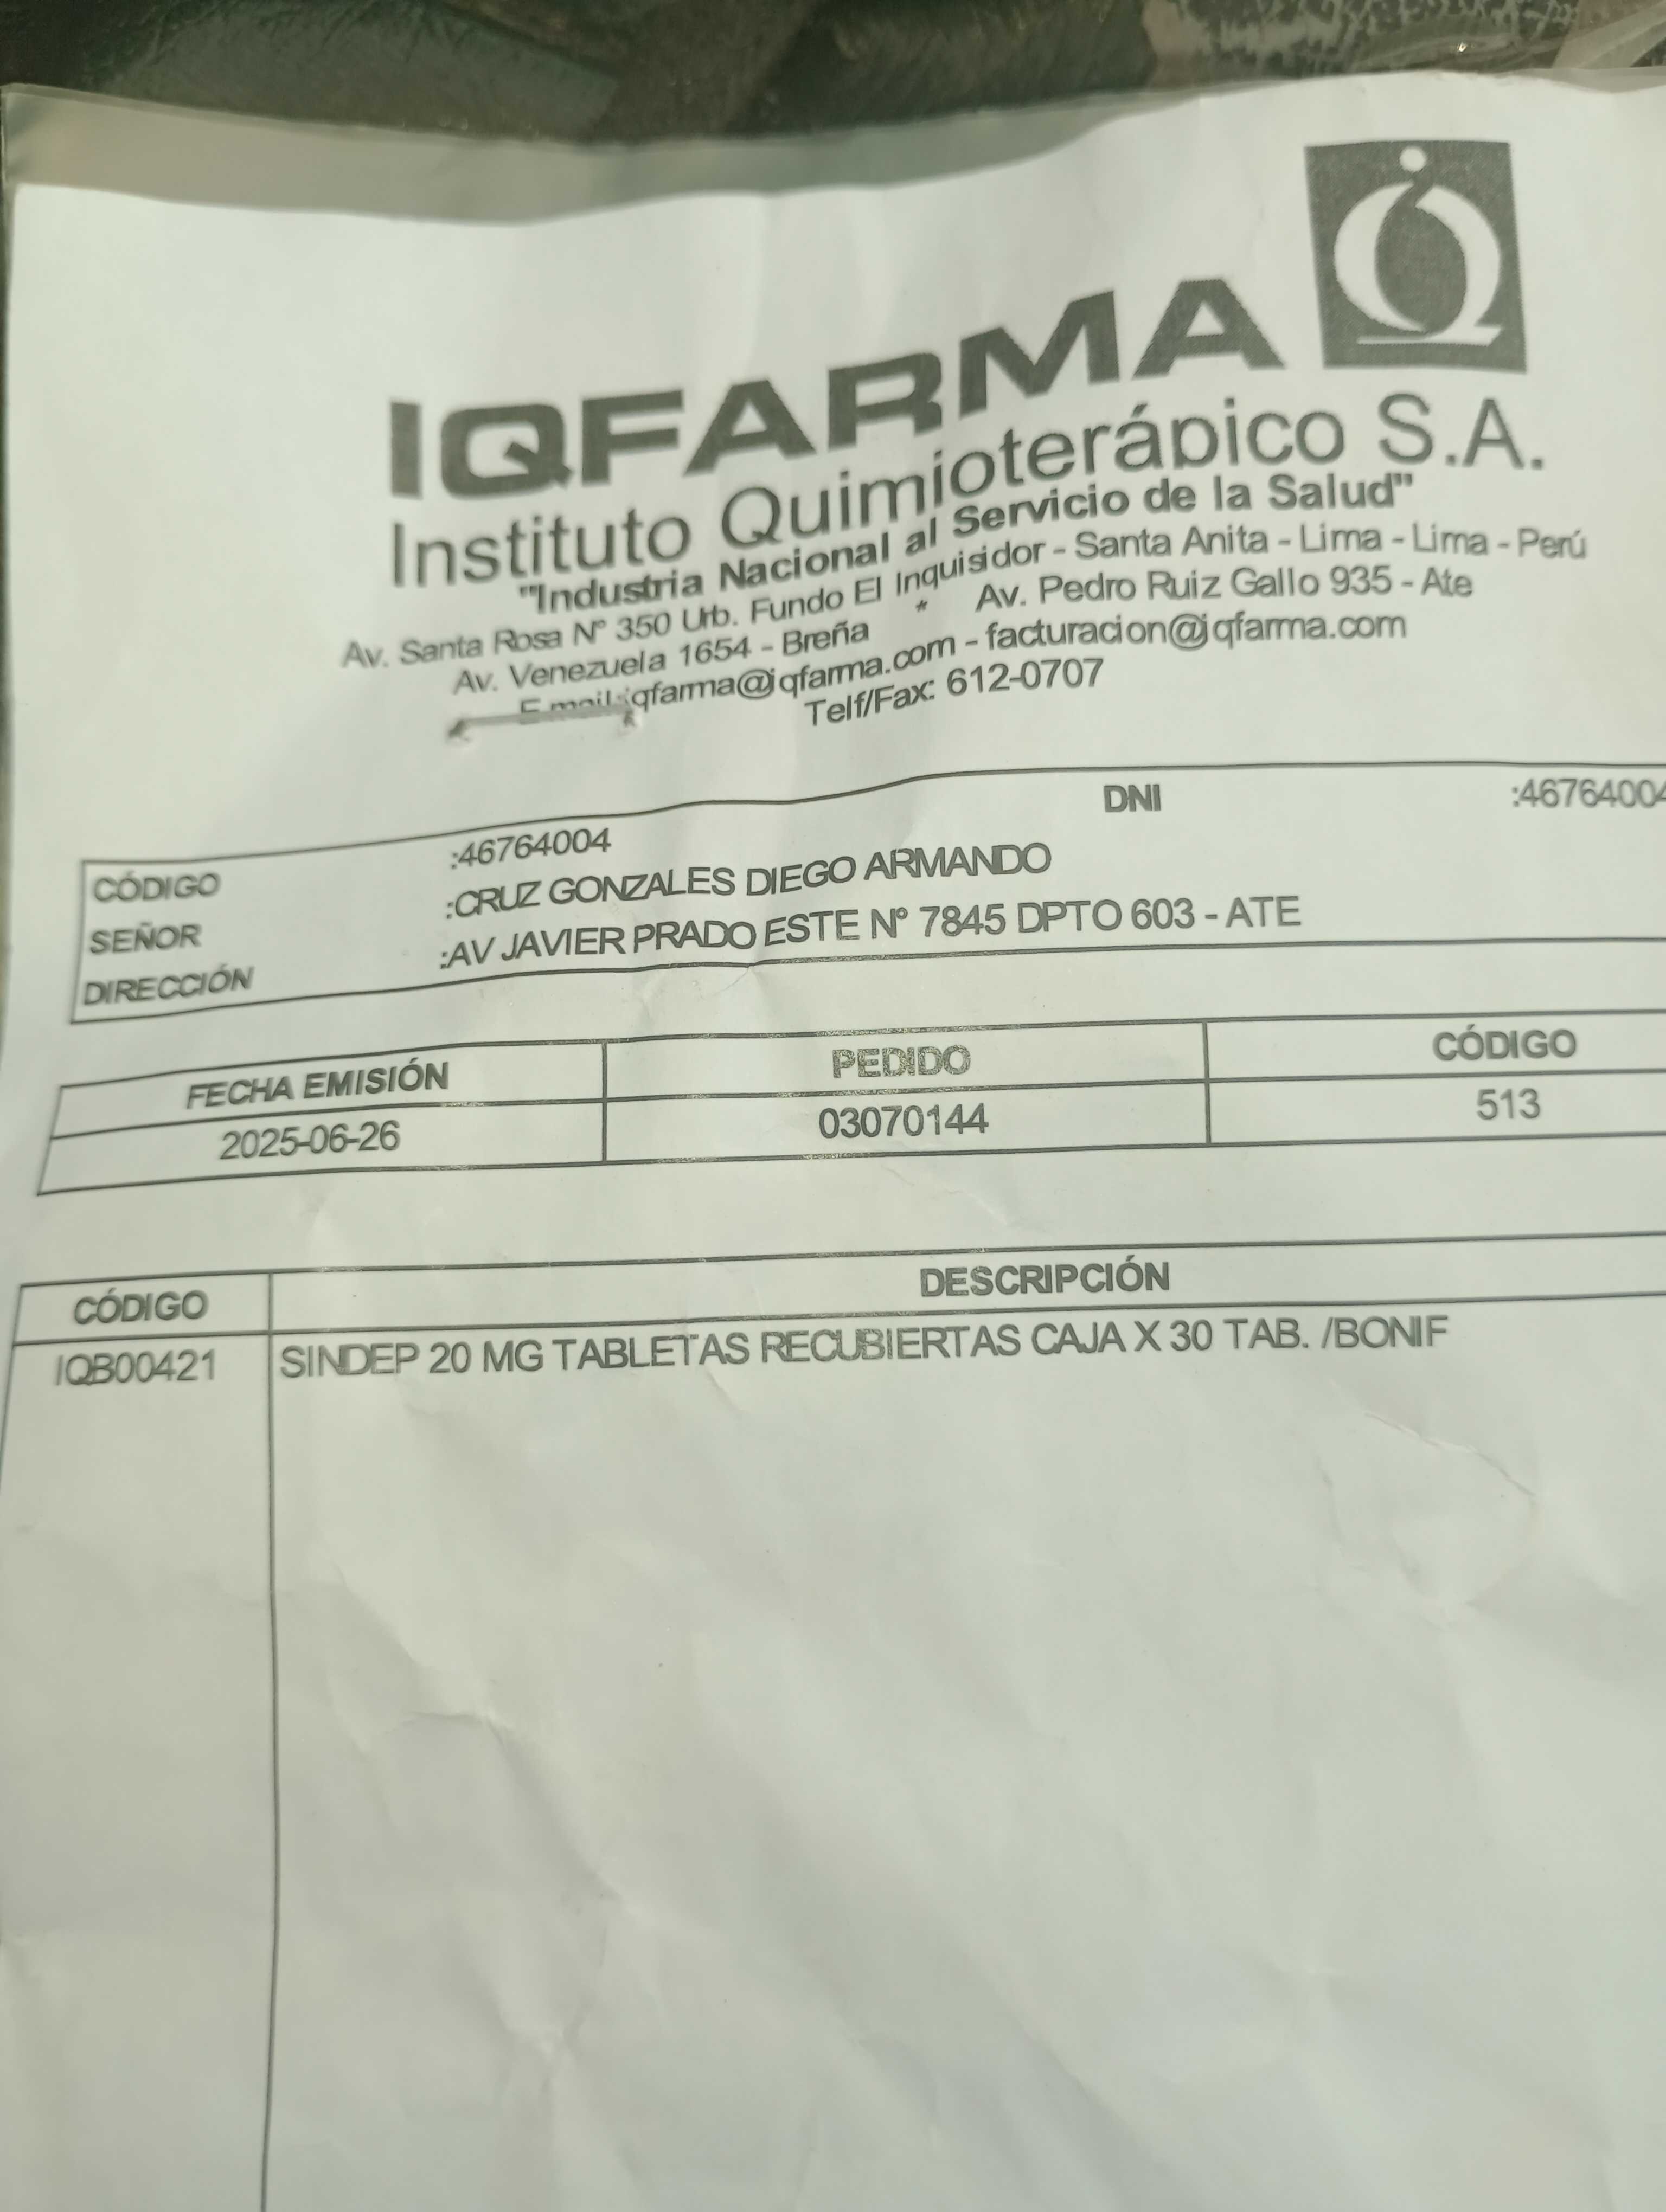 IQFARMA
Instituto Quimioterápico S.A.
"Industria Nacional al Servicio de la Salud"
Av. Santa Rosa N° 350 Urb. Fundo El Inquisidor - Santa Anita - Lima - Lima - Perú
Av. Venezuela 1654 - Breña * Av. Pedro Ruiz Gallo 935 - Ate
E-mail:iqfarma@iqfarma.com - facturacion@iqfarma.com
Telf/Fax: 612-0707
CÓDIGO :46764004 DNI :46764004
SEÑOR :CRUZ GONZALES DIEGO ARMANDO
DIRECCIÓN :AV JAVIER PRADO ESTE N° 7845 DPTO 603 - ATE
FECHA EMISIÓN PEDIDO CÓDIGO
2025-06-26 03070144 513
CÓDIGO DESCRIPCIÓN
IQB00421 SINDEP 20 MG TABLETAS RECUBIERTAS CAJA X 30 TAB. /BONIF